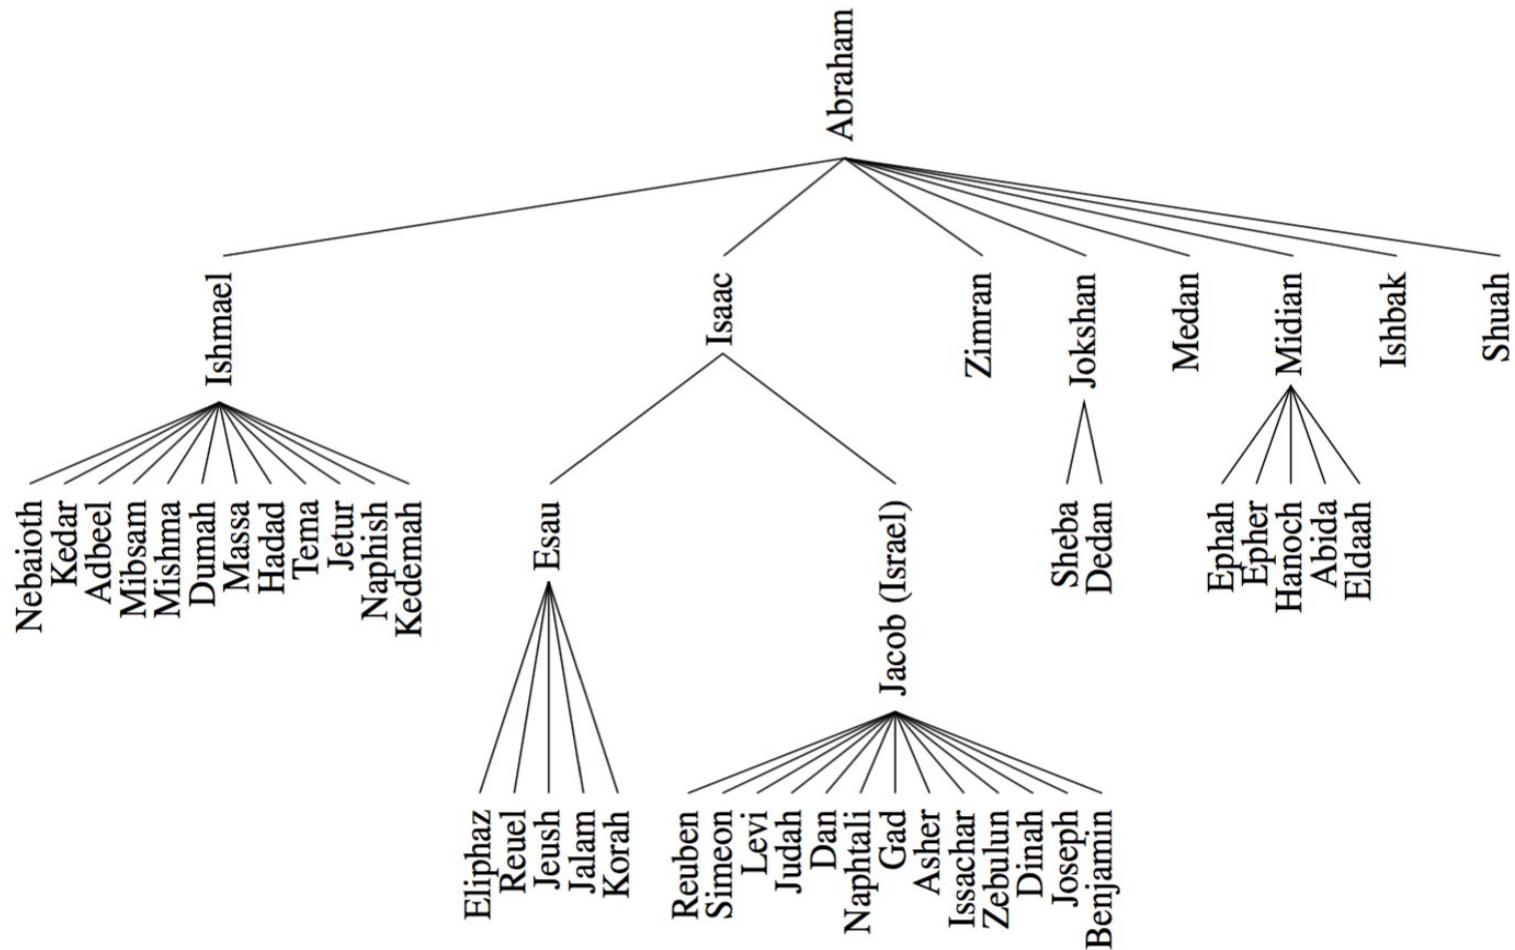 Abraham
Ishmael
Isaac
Zimran
Jokshan
Medan
Midian
Ishbak
Shuah
Nebaioth
Kedar
Adbeel
Mibsam
Mishma
Dumah
Massa
Hadad
Tema
Jetur
Naphish
Kedemah
Esau
Jacob (Israel)
Sheba
Dedan
Ephah
Epher
Hanoch
Abida
Eldaah
Eliphaz
Reuel
Jeush
Jalam
Korah
Reuben
Simeon
Levi
Judah
Dan
Naphtali
Gad
Asher
Issachar
Zebulun
Dinah
Joseph
Benjamin